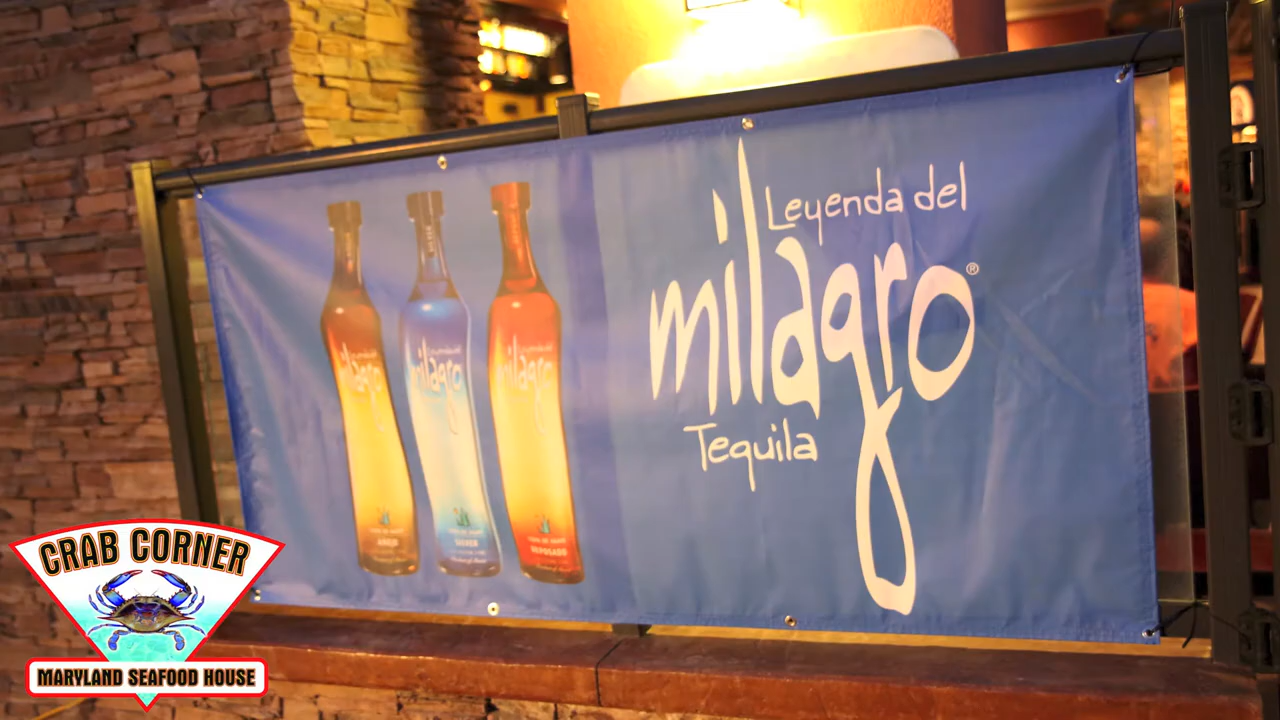 Leyenda del
milagro®
Tequila
milagro
milagro
milagro
AÑEJO
SILVER
REPOSADO
CRAB CORNER
MARYLAND SEAFOOD HOUSE